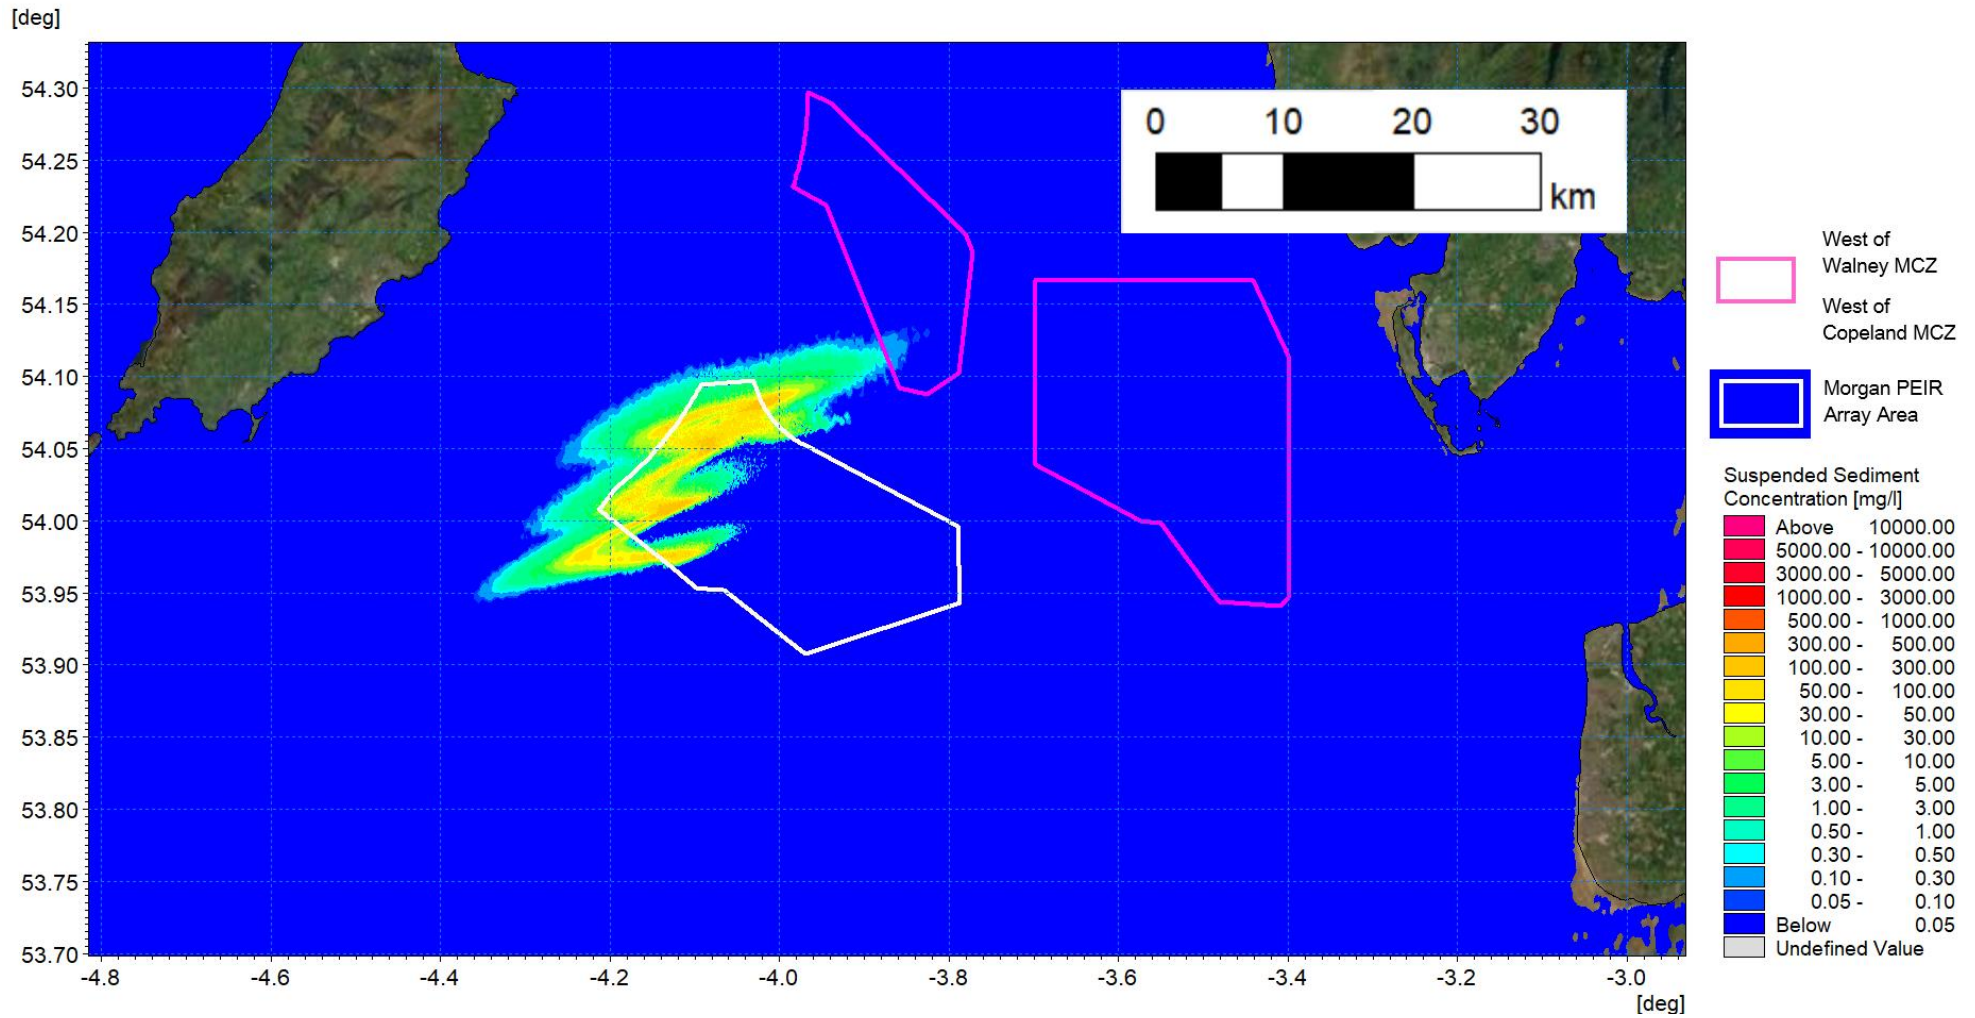 [deg]
54.30
54.25
54.20
54.15
54.10
54.05
54.00
53.95
53.90
53.85
53.80
53.75
53.70
-4.8 -4.6 -4.4 -4.2 -4.0 -3.8 -3.6 -3.4 -3.2 -3.0
[deg]
0 10 20 30
km
West of
Walney MCZ
West of
Copeland MCZ
Morgan PEIR
Array Area
Suspended Sediment
Concentration [mg/l]
Above 10000.00
5000.00 - 10000.00
3000.00 - 5000.00
1000.00 - 3000.00
500.00 - 1000.00
300.00 - 500.00
100.00 - 300.00
50.00 - 100.00
30.00 - 50.00
10.00 - 30.00
5.00 - 10.00
3.00 - 5.00
1.00 - 3.00
0.50 - 1.00
0.30 - 0.50
0.10 - 0.30
0.05 - 0.10
Below 0.05
Undefined Value